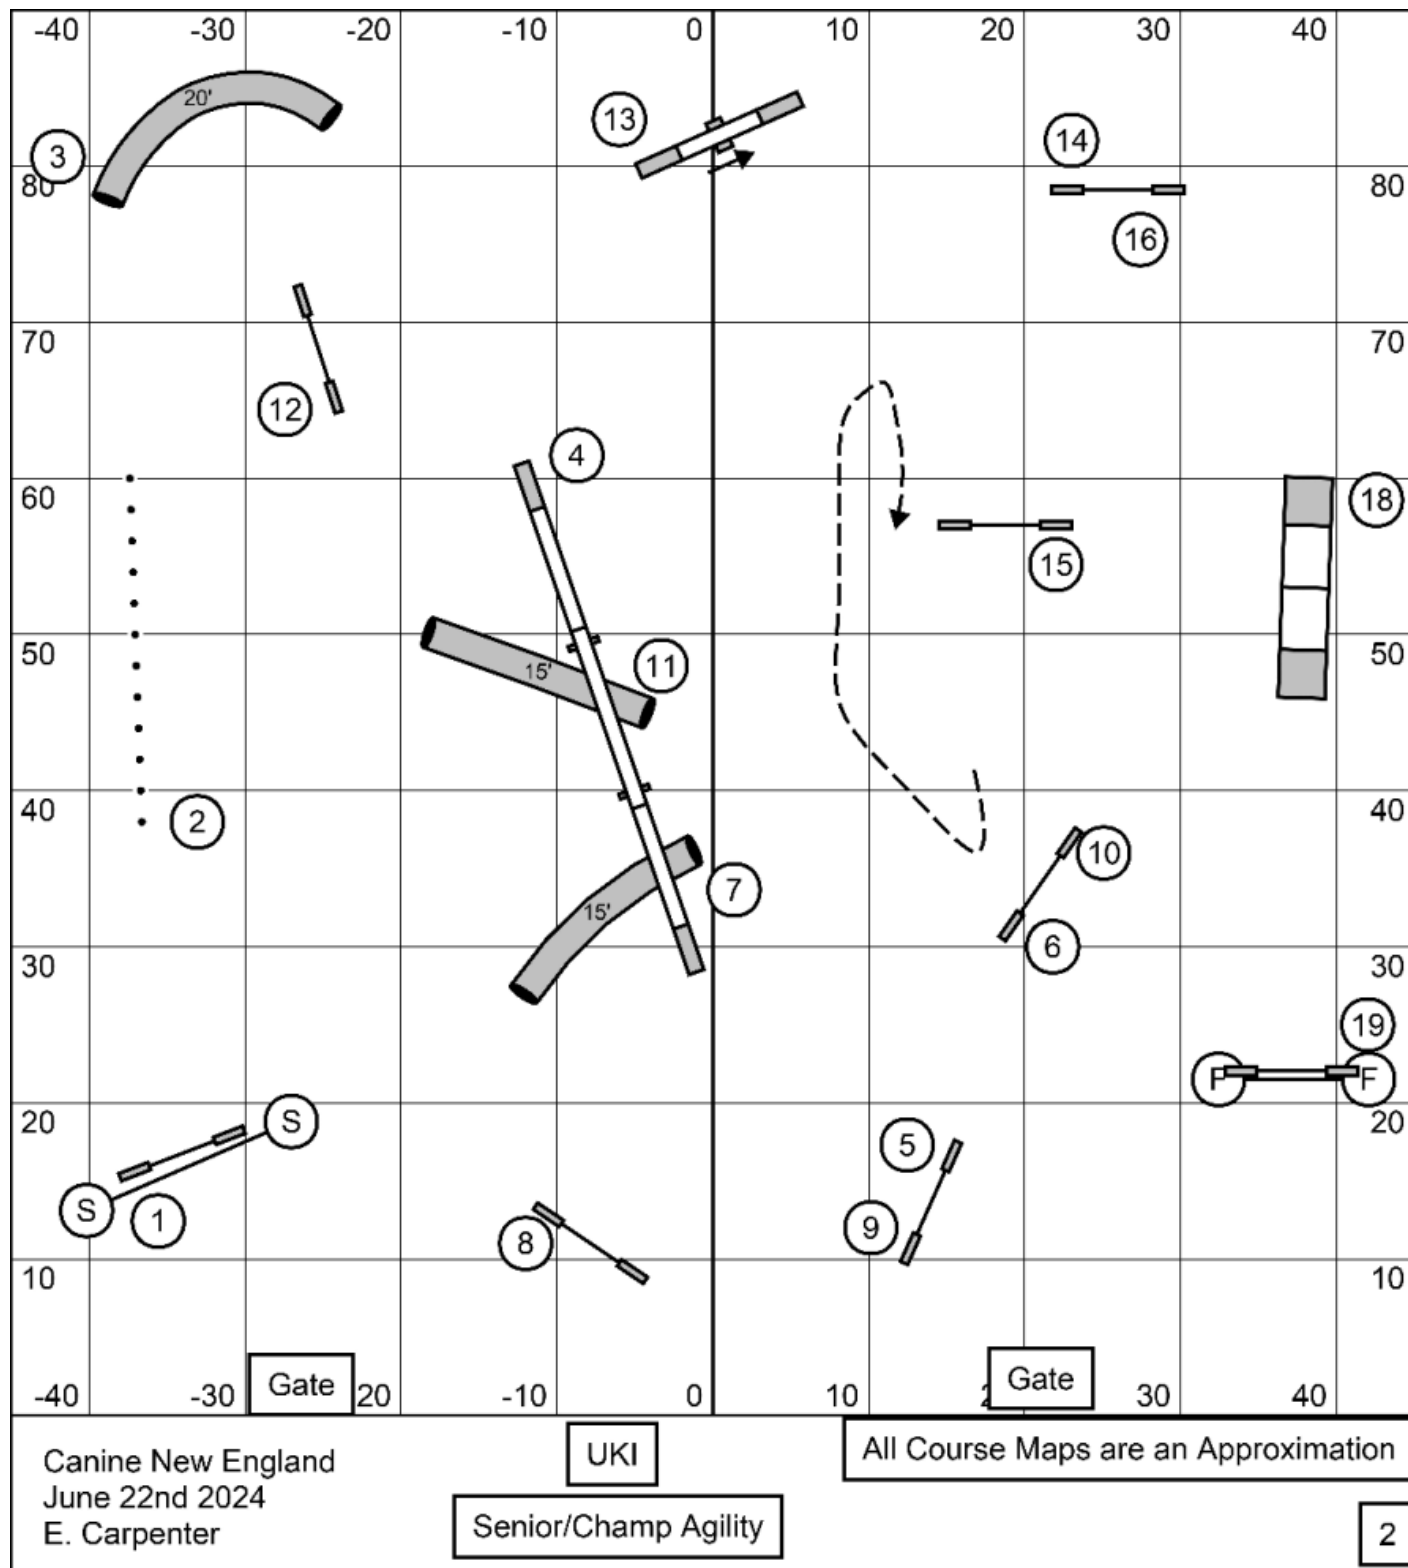 -40 -30 -20 -10 0 10 20 30 40
20'
13
14
3
80 80
16
70 70
12
4
60 18 60
15
11
50 15' 50
2
40 10 40
7
15'
6
30 30
19
F F
S 20 5 20
S 1 9
8
10 10
Gate Gate
-40 -30 20 -10 0 10 30 40
UKI
All Course Maps are an Approximation
Canine New England
June 22nd 2024
E. Carpenter
Senior/Champ Agility
2